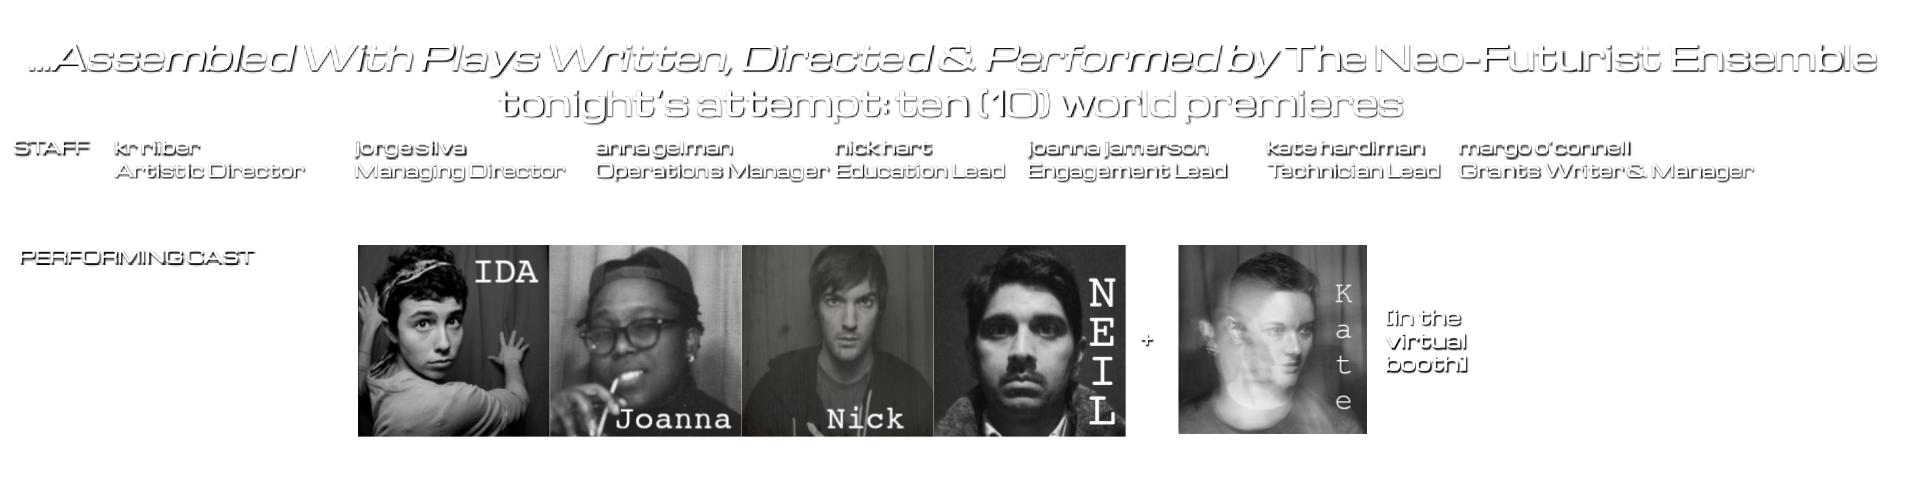 ...Assembled With Plays Written, Directed & Performed by The Neo-Futurist Ensemble
tonight's attempt: ten (10) world premieres
STAFF
kr riiber
Artistic Director
jorge silva
Managing Director
anna gelman
Operations Manager
nick hart
Education Lead
joanna jamerson
Engagement Lead
kate hardiman
Technician Lead
margo o'connell
Grants Writer & Manager
PERFORMING CAST
IDA
Joanna
Nick
NEIL
+
Kate
[in the
virtual
booth]